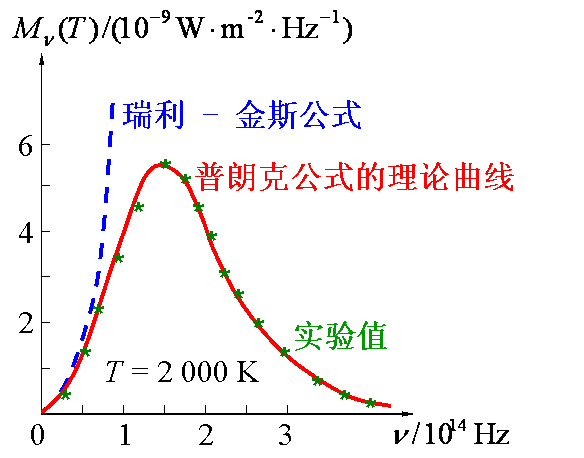 Mν(T)/(10⁻⁹ W·m⁻²·Hz⁻¹)
瑞利 - 金斯公式
6
普朗克公式的理论曲线
4
2
实验值
T = 2 000 K
0 1 2 3
ν/10¹⁴ Hz